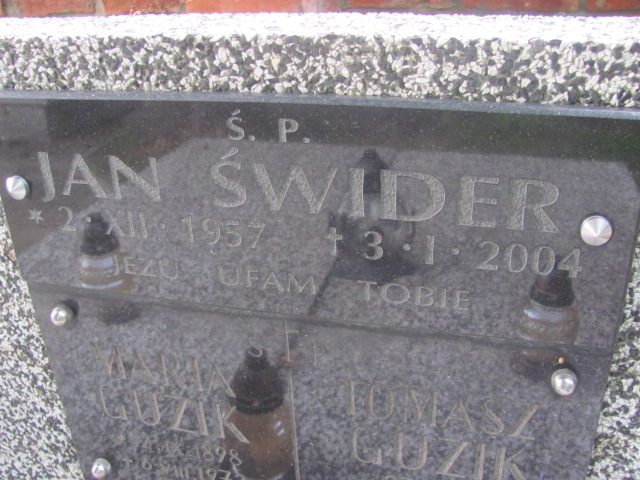 Ś. P.
JAN ŚWIDER
* 2 · XII · 1957 † 3 · I · 2004
JEZU UFAM TOBIE
Ś P
MARIA
GUZIK
TOMASZ
GUZIK